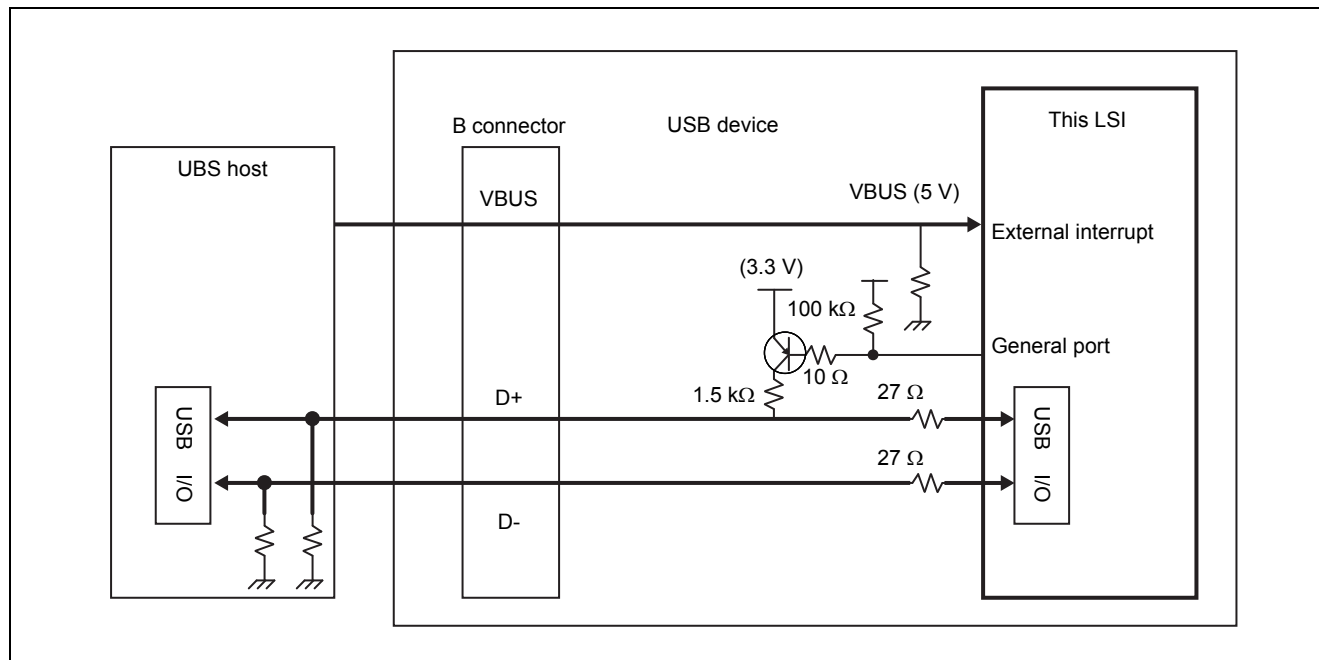 This LSI
B connector
USB device
UBS host
VBUS
VBUS (5 V)
External interrupt
(3.3 V)
100 kΩ
General port
10 Ω
1.5 kΩ
27 Ω
D+
USB I/O
USB I/O
27 Ω
D-